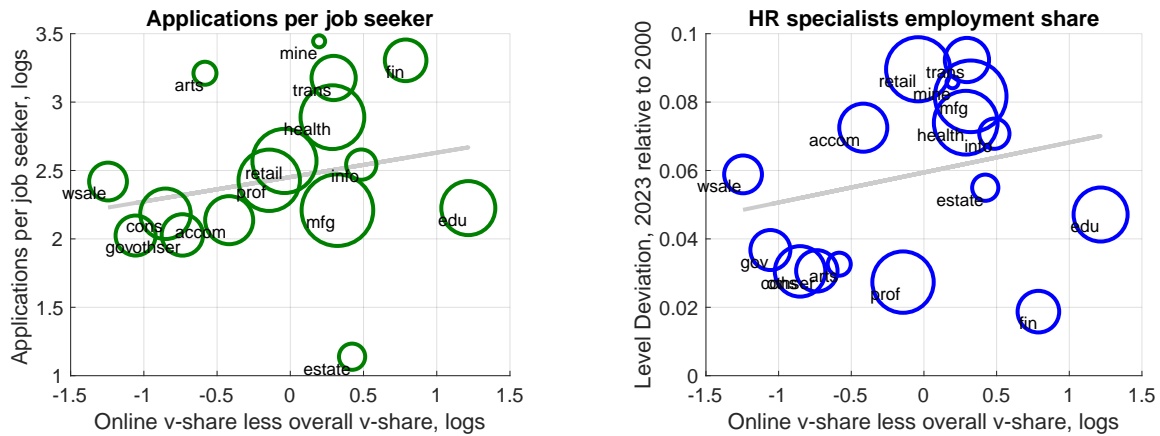 Applications per job seeker
Applications per job seeker, logs
3.5
3
2.5
2
1.5
1
mine
fin
arts
trans
health
retail
info
wsale
prof
cons
accom
mfg
edu
gov
othser
estate
-1.5
-1
-0.5
0
0.5
1
1.5
Online v-share less overall v-share, logs
HR specialists employment share
Level Deviation, 2023 relative to 2000
0.1
0.08
0.06
0.04
0.02
0
trans
retail
mine
mfg
accom
health
info
wsale
estate
edu
gov
arts
cons
othser
prof
fin
-1.5
-1
-0.5
0
0.5
1
1.5
Online v-share less overall v-share, logs